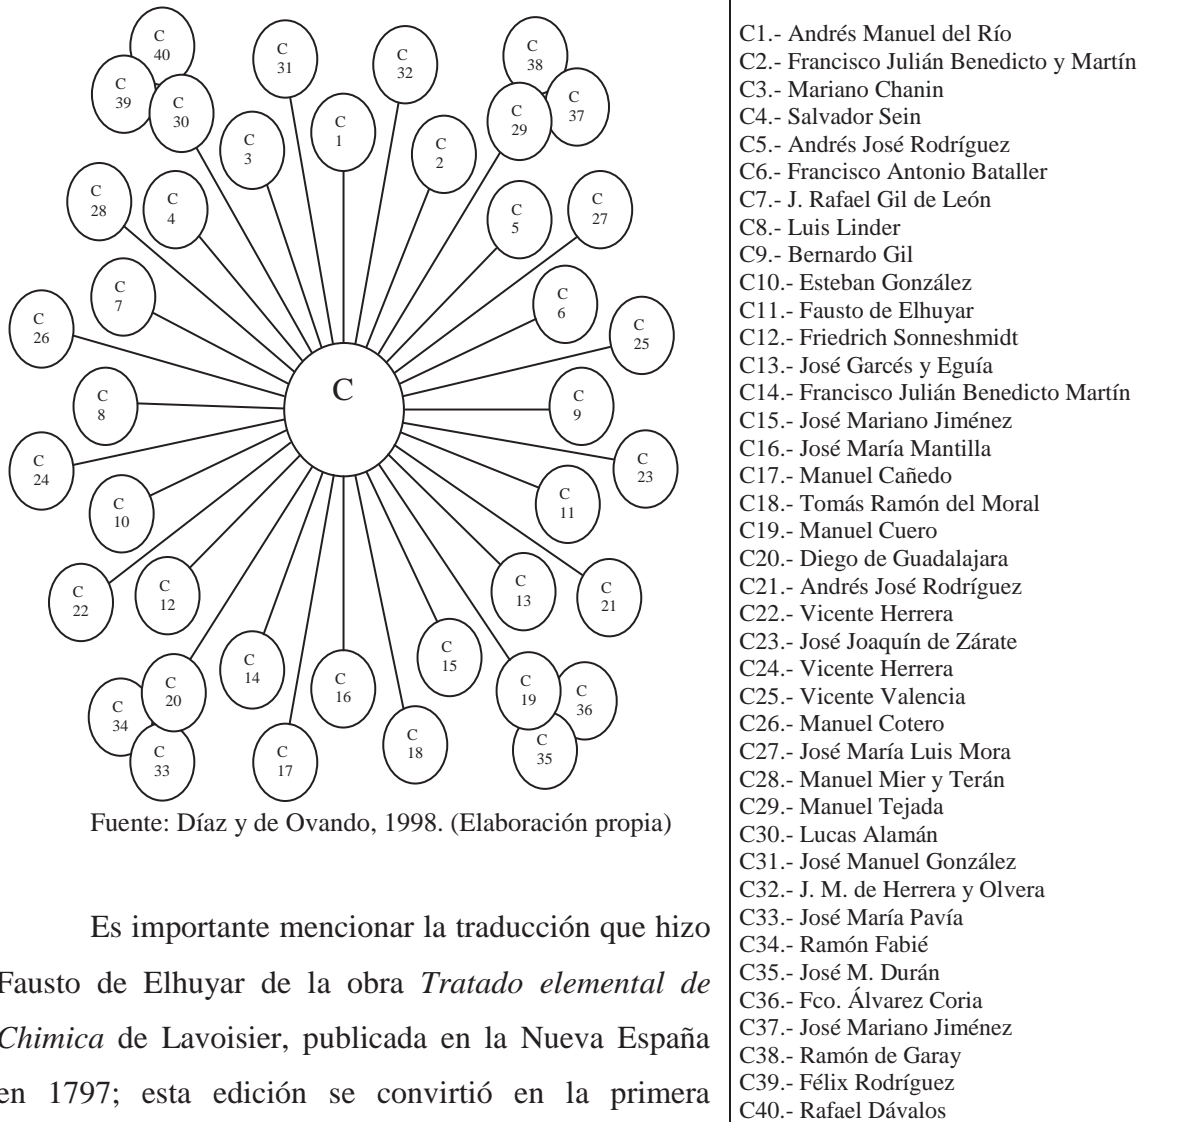 C
40
C
31
C
32
C
38
C
39
C
30
C
1
C
29
C
37
C
3
C
2
C
28
C
4
C
5
C
27
C
7
C
6
C
26
C
25
C
C
8
C
9
C
24
C
23
C
10
C
11
C
22
C
12
C
13
C
21
C
14
C
15
C
34
C
20
C
16
C
19
C
36
C
33
C
17
C
18
C
35
Fuente: Díaz y de Ovando, 1998. (Elaboración propia)
Es importante mencionar la traducción que hizo
Fausto de Elhuyar de la obra Tratado elemental de
Chimica de Lavoisier, publicada en la Nueva España
en 1797; esta edición se convirtió en la primera
C1.- Andrés Manuel del Río
C2.- Francisco Julián Benedicto y Martín
C3.- Mariano Chanin
C4.- Salvador Sein
C5.- Andrés José Rodríguez
C6.- Francisco Antonio Bataller
C7.- J. Rafael Gil de León
C8.- Luis Linder
C9.- Bernardo Gil
C10.- Esteban González
C11.- Fausto de Elhuyar
C12.- Friedrich Sonneshmidt
C13.- José Garcés y Eguía
C14.- Francisco Julián Benedicto Martín
C15.- José Mariano Jiménez
C16.- José María Mantilla
C17.- Manuel Cañedo
C18.- Tomás Ramón del Moral
C19.- Manuel Cuero
C20.- Diego de Guadalajara
C21.- Andrés José Rodríguez
C22.- Vicente Herrera
C23.- José Joaquín de Zárate
C24.- Vicente Herrera
C25.- Vicente Valencia
C26.- Manuel Cotero
C27.- José María Luis Mora
C28.- Manuel Mier y Terán
C29.- Manuel Tejada
C30.- Lucas Alamán
C31.- José Manuel González
C32.- J. M. de Herrera y Olvera
C33.- José María Pavía
C34.- Ramón Fabié
C35.- José M. Durán
C36.- Fco. Álvarez Coria
C37.- José Mariano Jiménez
C38.- Ramón de Garay
C39.- Félix Rodríguez
C40.- Rafael Dávalos